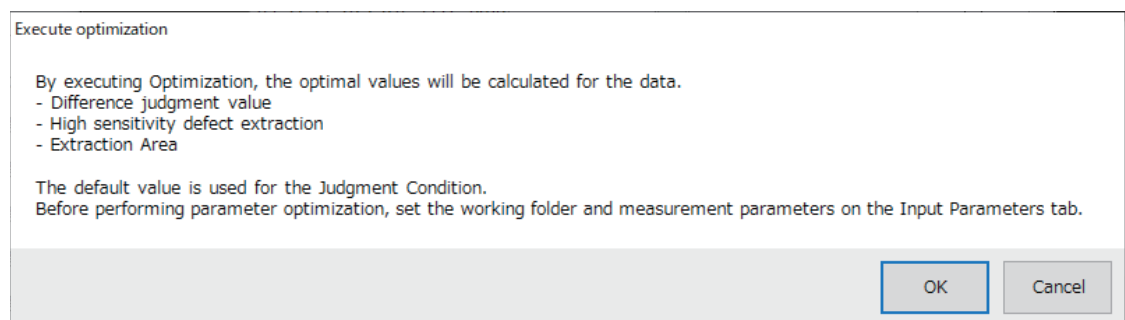 Execute optimization
By executing Optimization, the optimal values will be calculated for the data.
- Difference judgment value
- High sensitivity defect extraction
- Extraction Area
The default value is used for the Judgment Condition.
Before performing parameter optimization, set the working folder and measurement parameters on the Input Parameters tab.
OK
Cancel